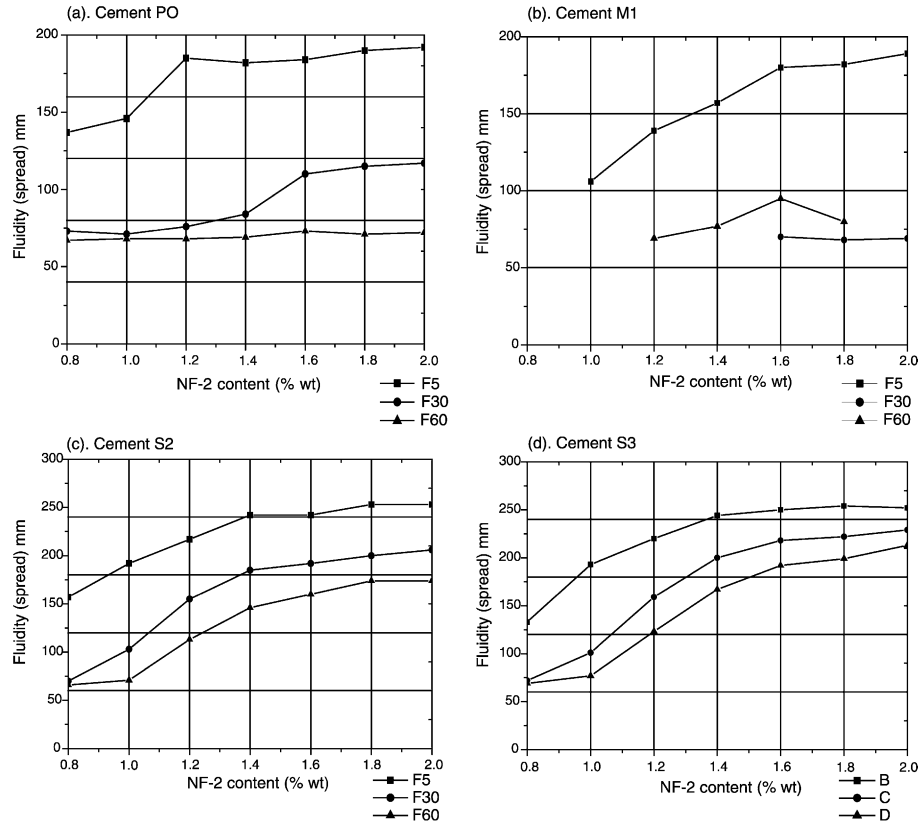 (a). Cement PO
200
150
100
50
0
Fluidity (spread) mm
0.8 1.0 1.2 1.4 1.6 1.8 2.0
NF-2 content (% wt)
F5
F30
F60
(b). Cement M1
200
150
100
50
0
Fluidity (spread) mm
0.8 1.0 1.2 1.4 1.6 1.8 2.0
NF-2 content (% wt)
F5
F30
F60
(c). Cement S2
300
250
200
150
100
50
0
Fluidity (spread) mm
0.8 1.0 1.2 1.4 1.6 1.8 2.0
NF-2 content (% wt)
F5
F30
F60
(d). Cement S3
300
250
200
150
100
50
0
Fluidity (spread) mm
0.8 1.0 1.2 1.4 1.6 1.8 2.0
NF-2 content (% wt)
B
C
D